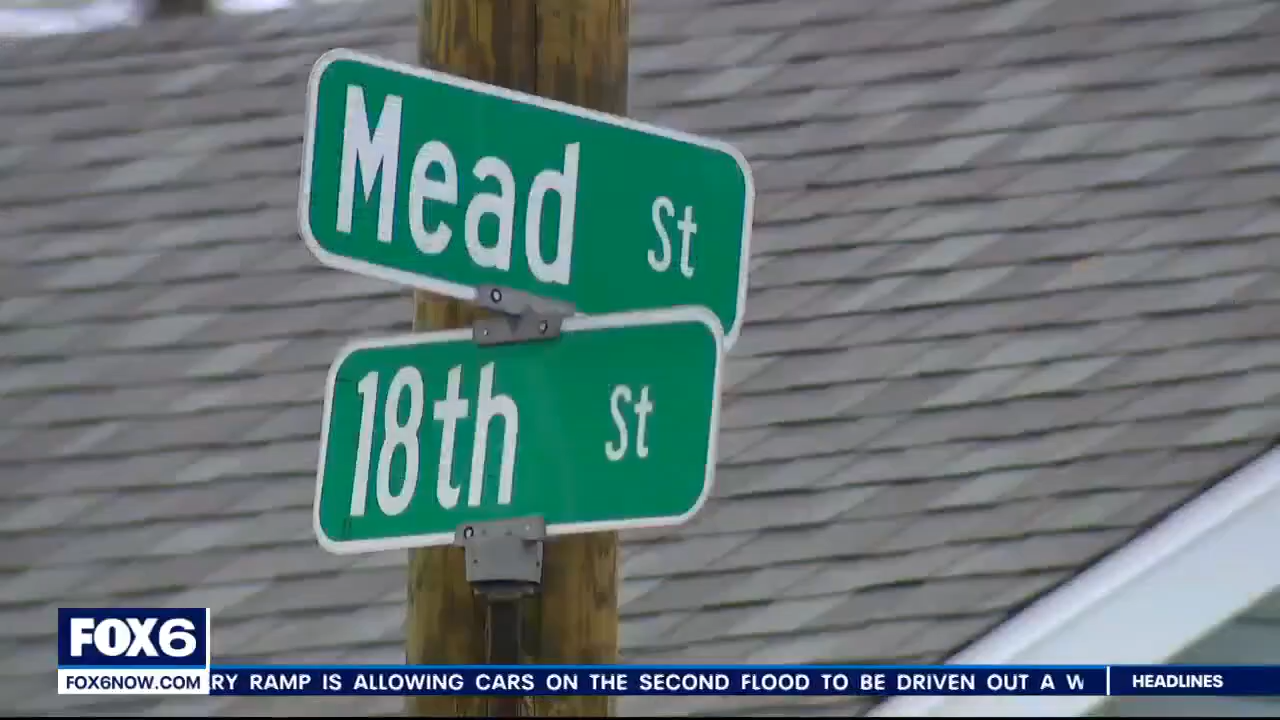 Mead St
18th St
FOX6
FOX6NOW.COM
RY RAMP IS ALLOWING CARS ON THE SECOND FLOOD TO BE DRIVEN OUT A W
HEADLINES